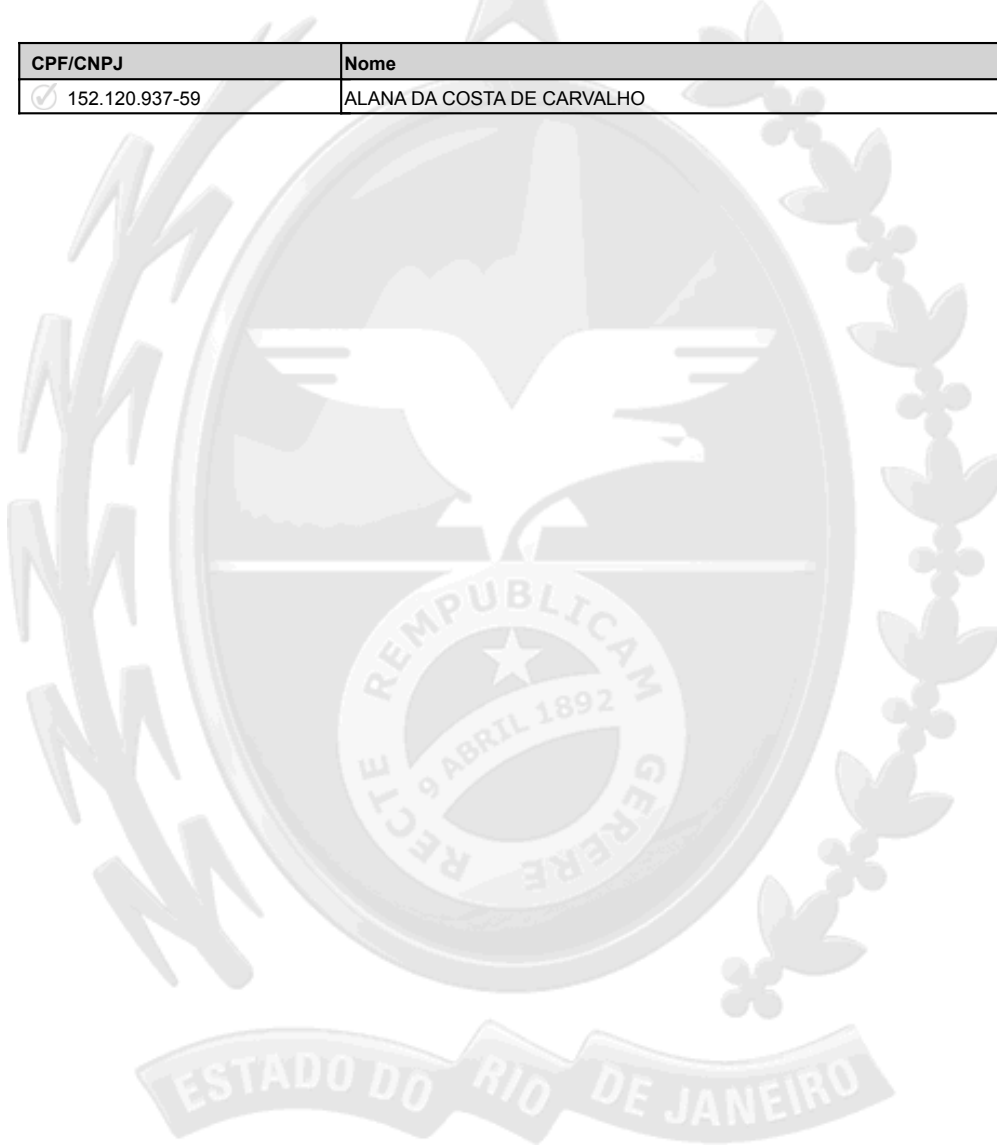 CPF/CNPJ Nome
152.120.937-59 ALANA DA COSTA DE CARVALHO
RECTE REMPUBLICAM GERERE
9 ABRIL 1892
ESTADO DO RIO DE JANEIRO